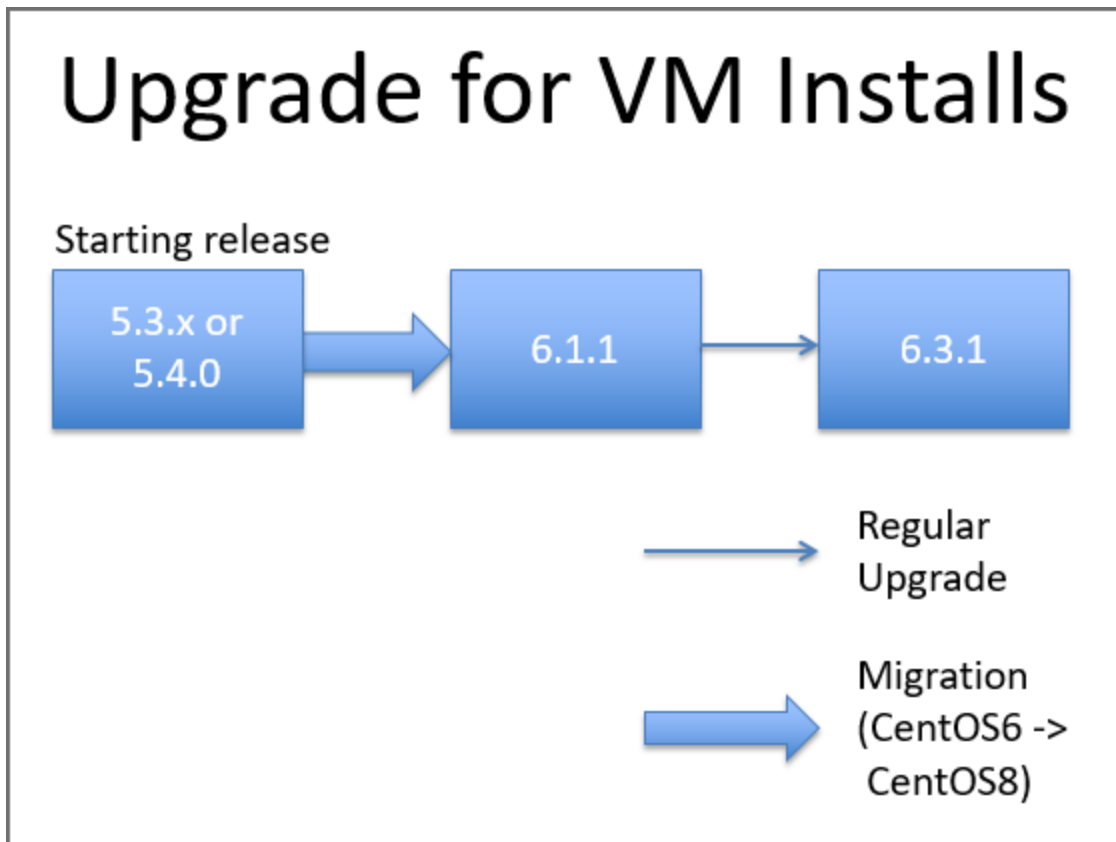 Upgrade for VM Installs
Starting release
5.3.x or
5.4.0
6.1.1
6.3.1
Regular
Upgrade
Migration
(CentOS6 ->
CentOS8)